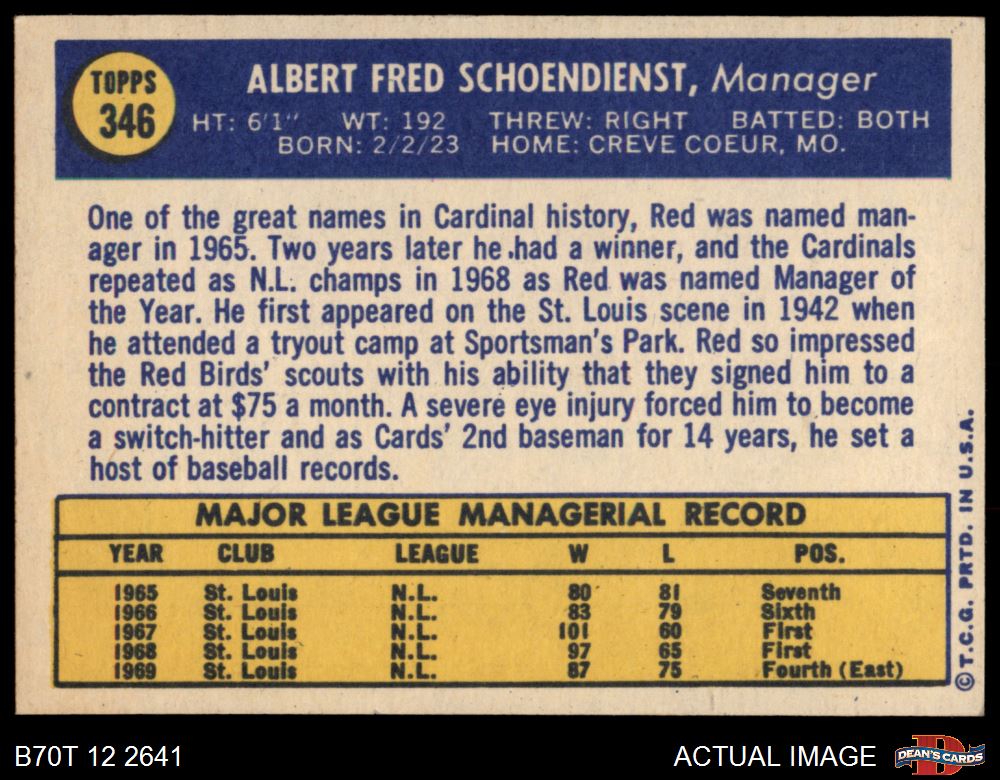 TOPPS
346
ALBERT FRED SCHOENDIENST, Manager
HT: 6'1" WT: 192 THREW: RIGHT BATTED: BOTH
BORN: 2/2/23 HOME: CREVE COEUR, MO.
One of the great names in Cardinal history, Red was named man-
ager in 1965. Two years later he had a winner, and the Cardinals
repeated as N.L. champs in 1968 as Red was named Manager of
the Year. He first appeared on the St. Louis scene in 1942 when
he attended a tryout camp at Sportsman's Park. Red so impressed
the Red Birds' scouts with his ability that they signed him to a
contract at $75 a month. A severe eye injury forced him to become
a switch-hitter and as Cards' 2nd baseman for 14 years, he set a
host of baseball records.
MAJOR LEAGUE MANAGERIAL RECORD
YEAR CLUB LEAGUE W L POS.
1965 St. Louis N.L. 80 81 Seventh
1966 St. Louis N.L. 83 79 Sixth
1967 St. Louis N.L. 101 60 First
1968 St. Louis N.L. 97 65 First
1969 St. Louis N.L. 87 75 Fourth (East)
©T.C.G. PRTD. IN U.S.A.
B70T 12 2641 ACTUAL IMAGE
DEAN'S CARDS